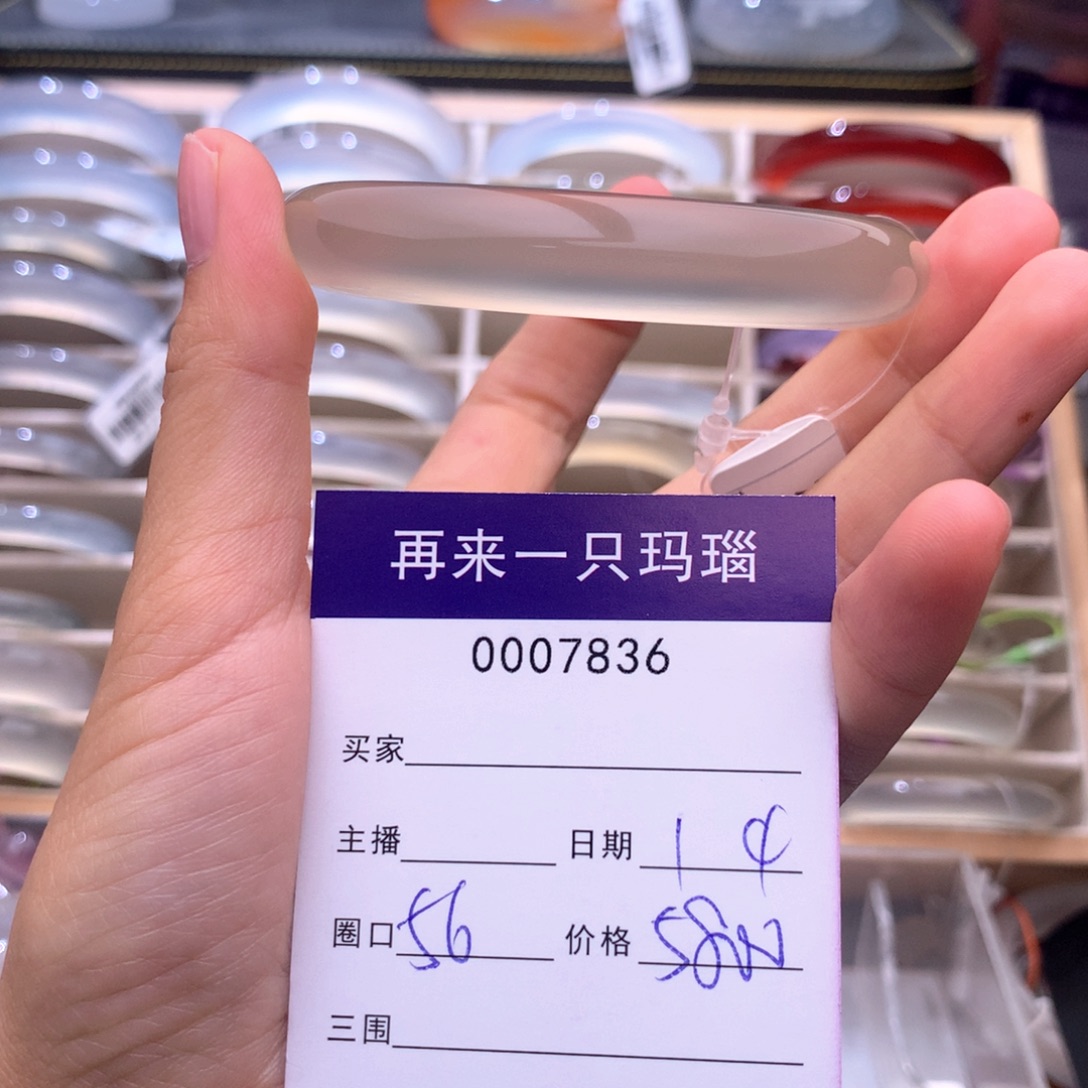 再来一只玛瑙
0007836
买家
主播 日期 1 4
圈口 56 价格
三围